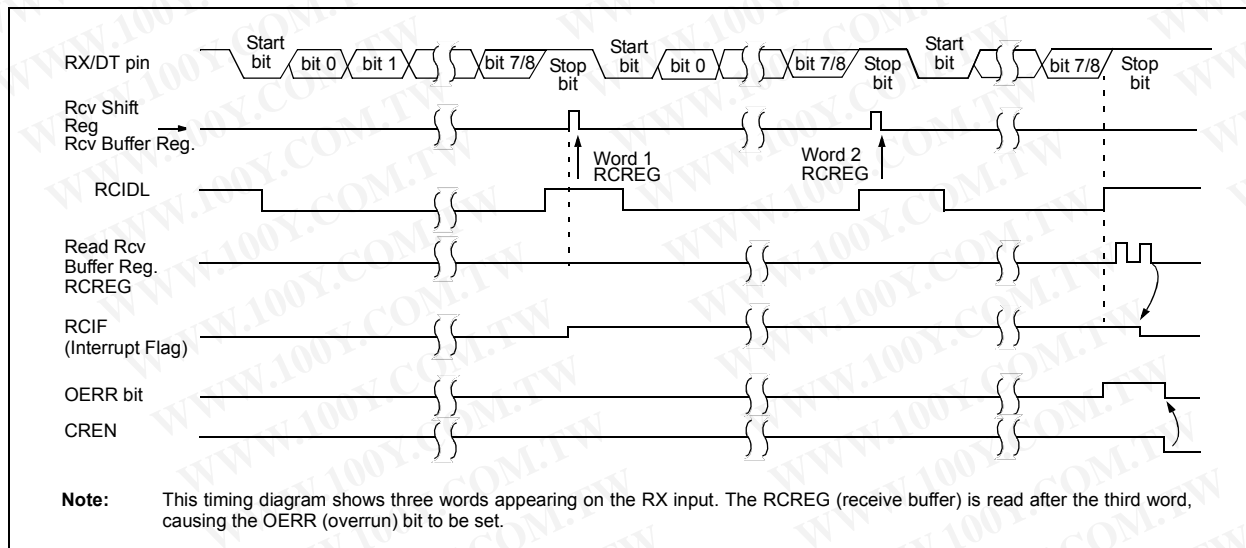 Start bit
bit 0
bit 1
bit 7/8
Stop bit
Start bit
bit 0
bit 7/8
Stop bit
Start bit
bit 7/8
Stop bit
RX/DT pin
Rcv Shift
Reg
Rcv Buffer Reg.
Word 1
RCREG
Word 2
RCREG
RCIDL
Read Rcv
Buffer Reg.
RCREG
RCIF
(Interrupt Flag)
OERR bit
CREN
Note: This timing diagram shows three words appearing on the RX input. The RCREG (receive buffer) is read after the third word,
causing the OERR (overrun) bit to be set.
WWW.100Y.COM.TW